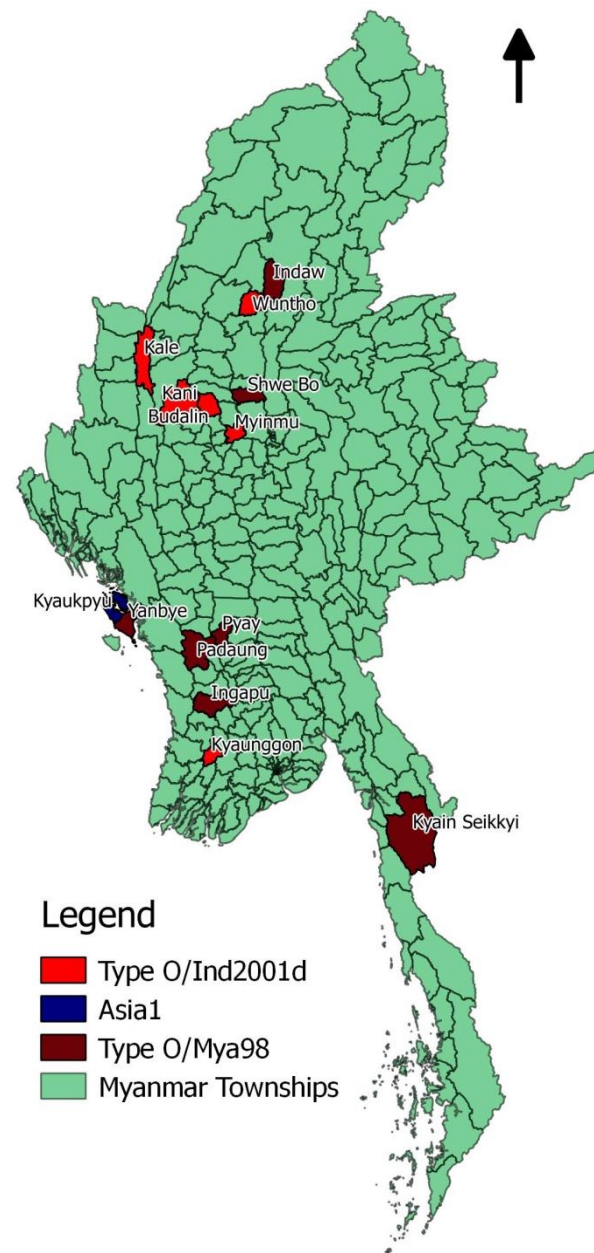 Indaw
Wuntho
Kale
Shwe Bo
Kani
Budalin
Myinmu
Kyaukpyu
Yanbye
Pyay
Padaung
Ingapu
Kyaunggon
Kyain Seikkyi
Legend
Type O/Ind2001d
Asia1
Type O/Mya98
Myanmar Townships